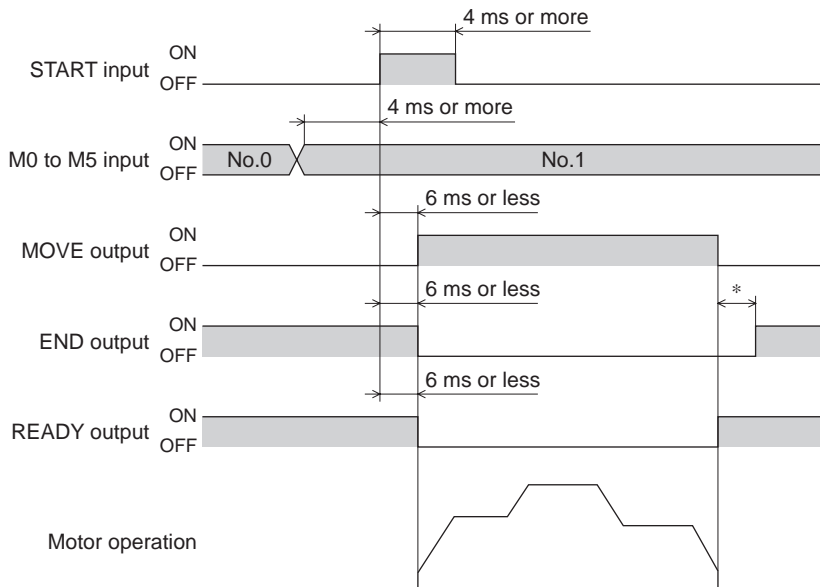 4 ms or more
ON
START input
OFF
4 ms or more
ON
M0 to M5 input
No.0
No.1
OFF
6 ms or less
ON
MOVE output
OFF
6 ms or less
*
ON
END output
OFF
6 ms or less
ON
READY output
OFF
Motor operation